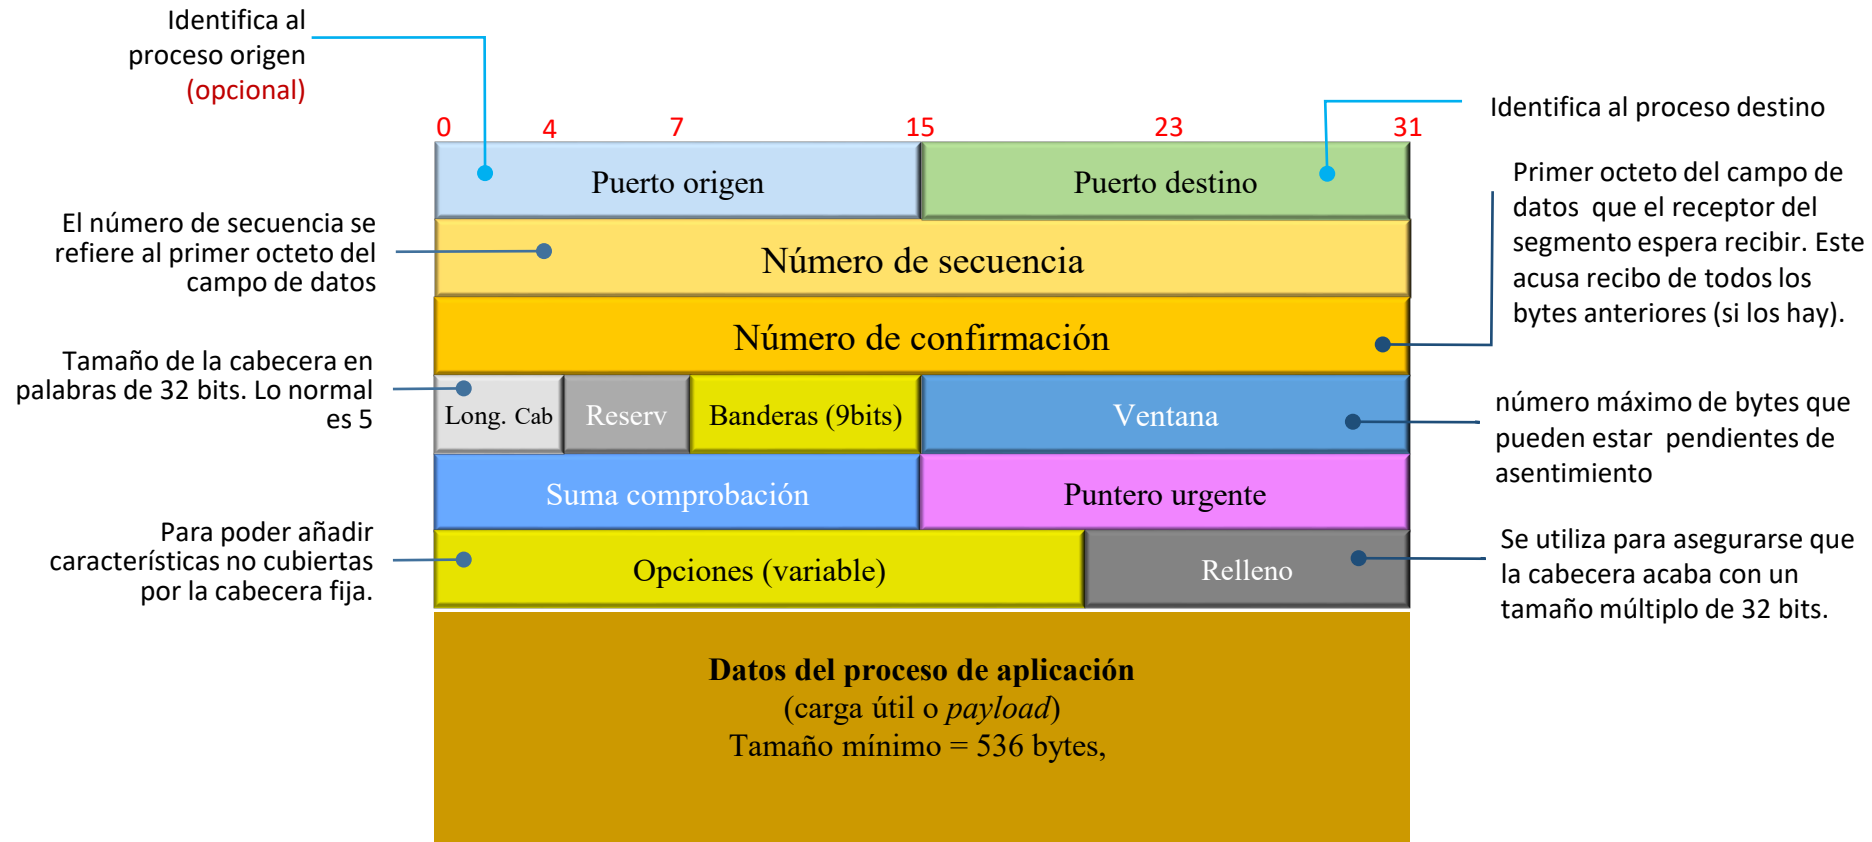 Identifica al
proceso origen
(opcional)
Identifica al proceso destino
0 4 7 15 23 31
Puerto origen
Puerto destino
El número de secuencia se
refiere al primer octeto del
campo de datos
Número de secuencia
Primer octeto del campo de
datos que el receptor del
segmento espera recibir. Este
acusa recibo de todos los
bytes anteriores (si los hay).
Número de confirmación
Tamaño de la cabecera en
palabras de 32 bits. Lo normal
es 5
Long. Cab
Reserv
Banderas (9bits)
Ventana
número máximo de bytes que
pueden estar pendientes de
asentimiento
Suma comprobación
Puntero urgente
Para poder añadir
característícas no cubiertas
por la cabecera fija.
Opciones (variable)
Relleno
Se utiliza para asegurarse que
la cabecera acaba con un
tamaño múltiplo de 32 bits.
Datos del proceso de aplicación
(carga útil o payload)
Tamaño mínimo = 536 bytes,